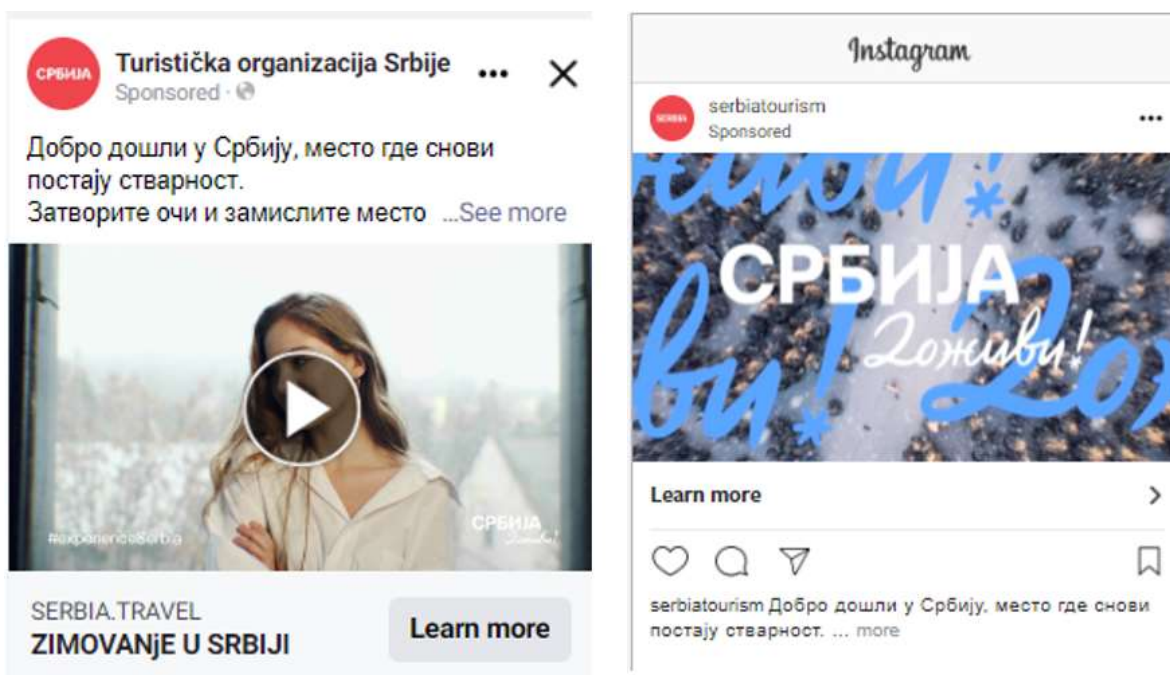 СРБИЈА
Turistička organizacija Srbije
Sponsored ·
Добро дошли у Србију, место где снови
постају стварност.
Затворите очи и замислите место ...See more
#experienceSerbia
СРБИЈА
Доживи!
SERBIA.TRAVEL
ZIMOVANjE U SRBIJI
Learn more
Instagram
SERBIA
serbiatourism
Sponsored
СРБИЈА
Доживи!
Learn more
serbiatourism Добро дошли у Србију, место где снови
постају стварност. ... more